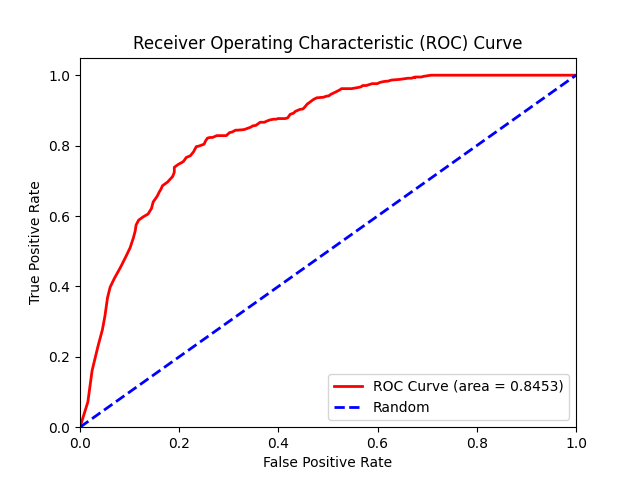 Receiver Operating Characteristic (ROC) Curve
True Positive Rate
1.0
0.8
0.6
0.4
0.2
0.0
0.0 0.2 0.4 0.6 0.8 1.0
False Positive Rate
ROC Curve (area = 0.8453)
Random